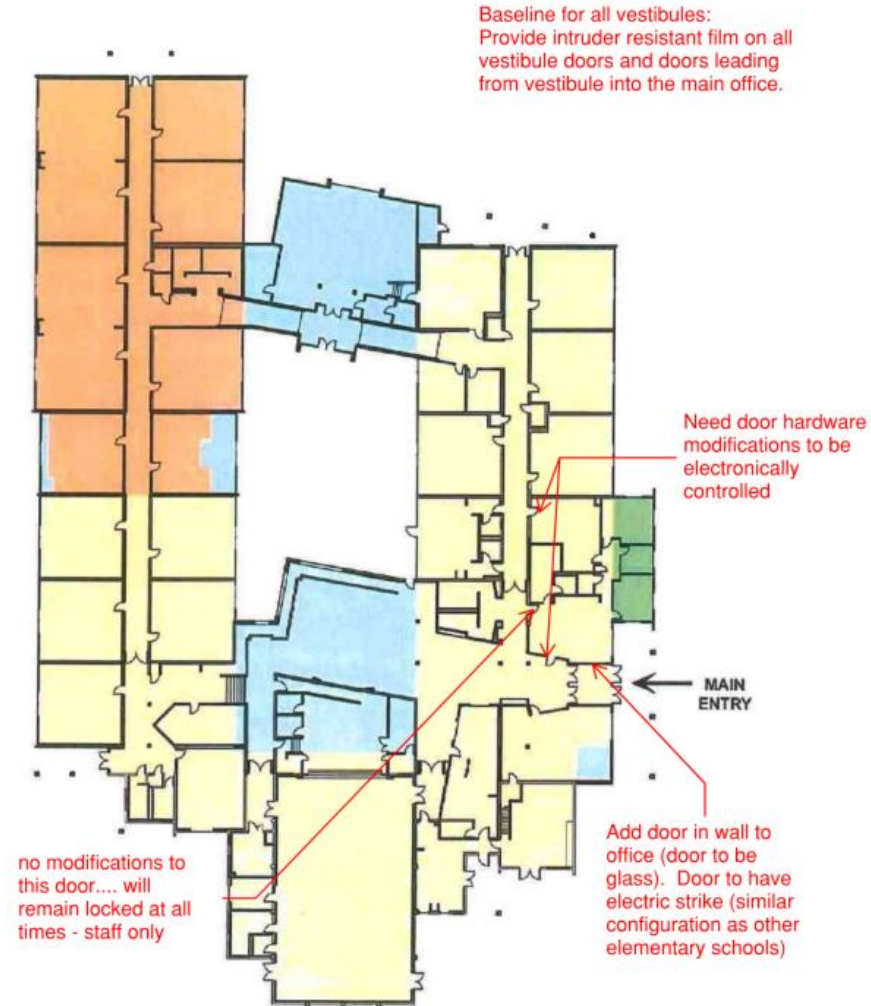 Baseline for all vestibules:
Provide intruder resistant film on all
vestibule doors and doors leading
from vestibule into the main office.
Need door hardware
modifications to be
electronically
controlled
MAIN
ENTRY
no modifications to
this door.... will
remain locked at all
times - staff only
Add door in wall to
office (door to be
glass).  Door to have
electric strike (similar
configuration as other
elementary schools)